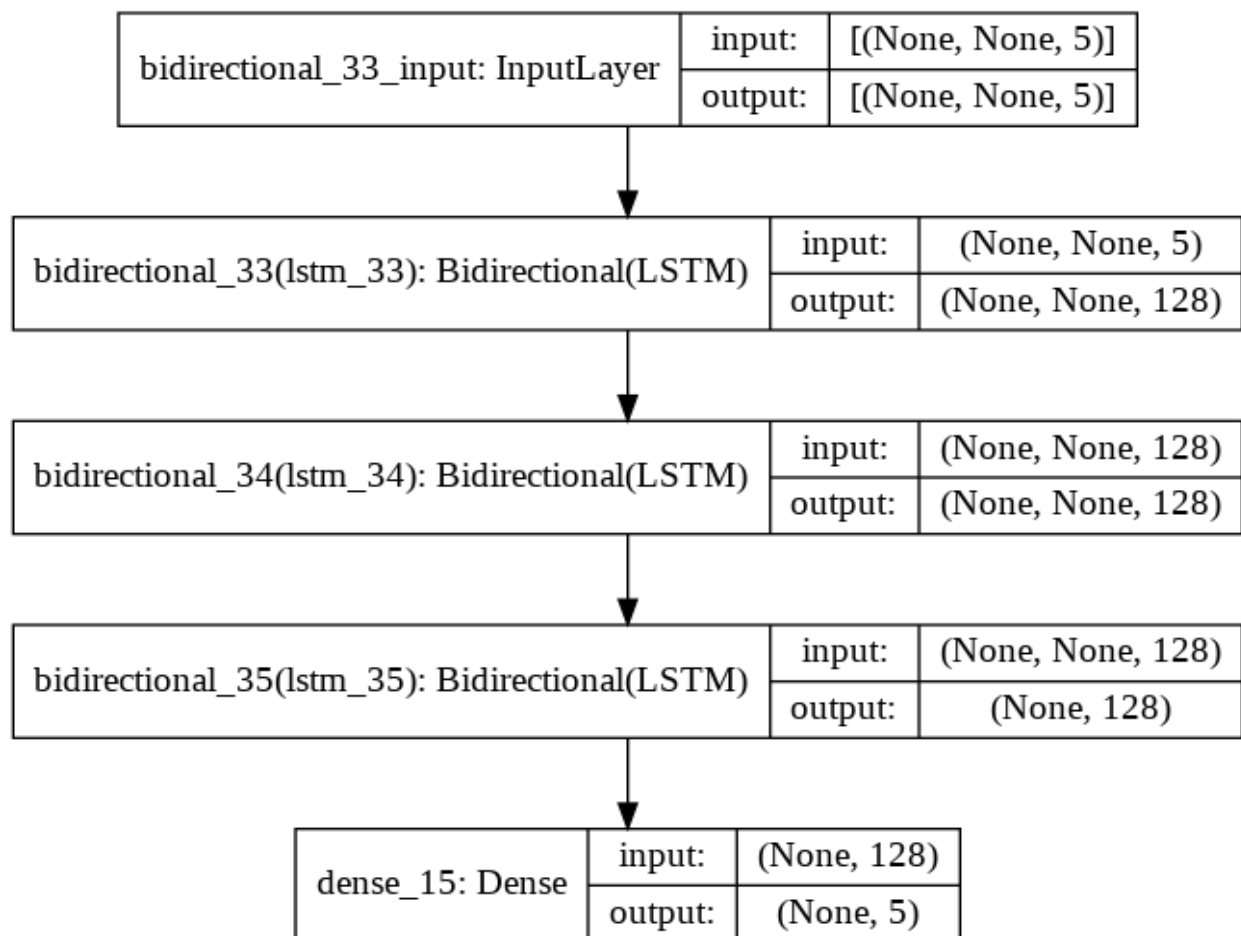 bidirectional_33_input: InputLayer
input:
[(None, None, 5)]
output:
[(None, None, 5)]
bidirectional_33(lstm_33): Bidirectional(LSTM)
input:
(None, None, 5)
output:
(None, None, 128)
bidirectional_34(lstm_34): Bidirectional(LSTM)
input:
(None, None, 128)
output:
(None, None, 128)
bidirectional_35(lstm_35): Bidirectional(LSTM)
input:
(None, None, 128)
output:
(None, 128)
dense_15: Dense
input:
(None, 128)
output:
(None, 5)